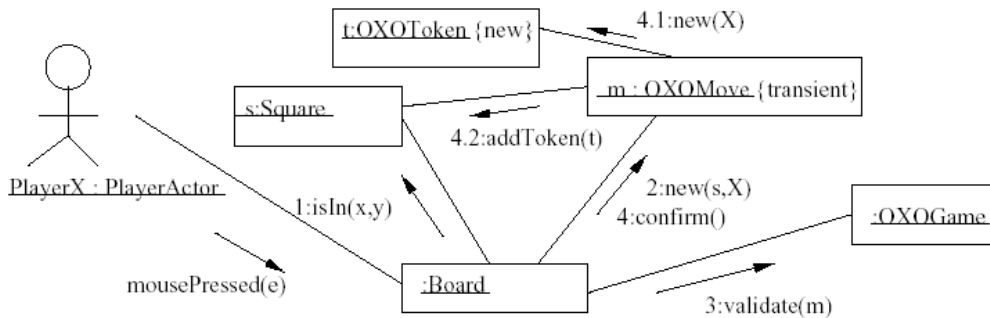 t:OXOToken {new}
4.1:new(X)
m : OXOMove {transient}
s:Square
4.2:addToken(t)
PlayerX : PlayerActor
1:isIn(x,y)
2:new(s,X)
4:confirm()
:OXOGame
mousePressed(e)
:Board
3:validate(m)